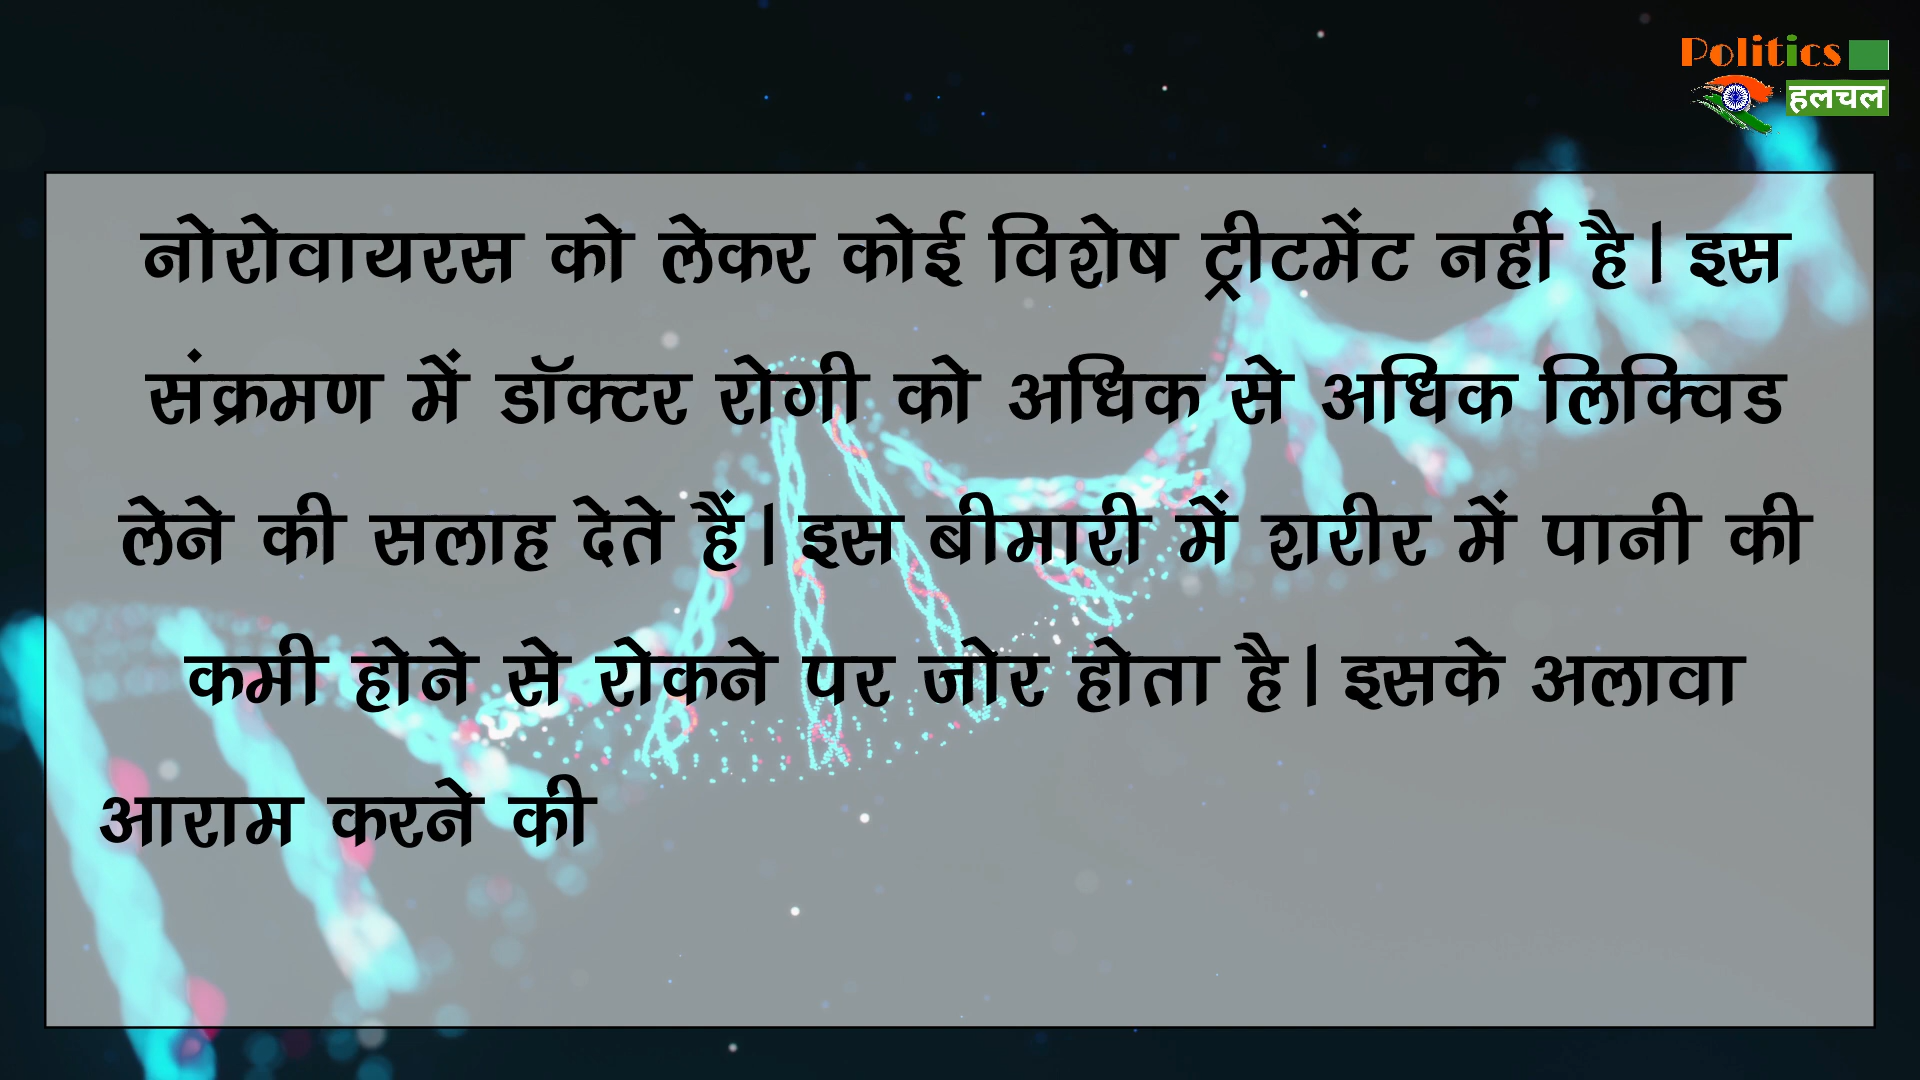 Politics
हलचल
नोरोवायरस को लेकर कोई विशेष ट्रीटमेंट नहीं है। इस
संक्रमण में डॉक्टर रोगी को अधिक से अधिक लिक्विड
लेने की सलाह देते हैं। इस बीमारी में शरीर में पानी की
कमी होने से रोकने पर जोर होता है। इसके अलावा
आराम करने की